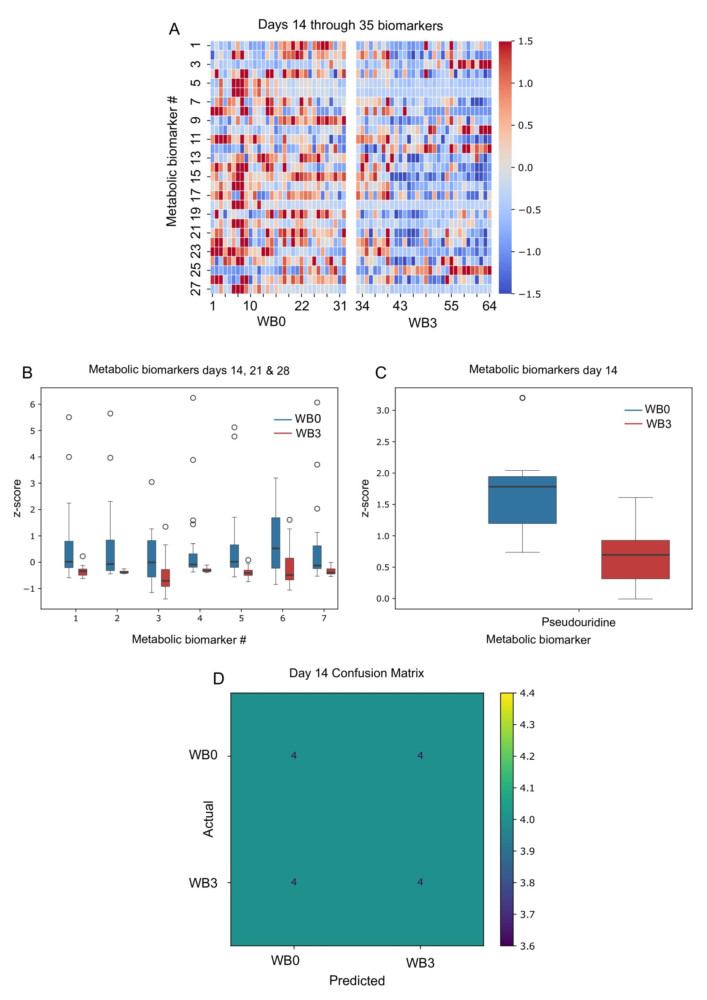 A
Days 14 through 35 biomarkers
Metabolic biomarker #
1
3
5
7
9
11
13
15
17
19
21
23
25
27
1.5
1.0
0.5
0.0
−0.5
−1.0
−1.5
1 10 22 31 34 43 55 64
WB0 WB3
B
Metabolic biomarkers days 14, 21 & 28
z-score
6
5
4
3
2
1
0
−1
WB0
WB3
1 2 3 4 5 6 7
Metabolic biomarker #
C
Metabolic biomarkers day 14
z-score
3.0
2.5
2.0
1.5
1.0
0.5
0.0
WB0
WB3
Pseudouridine
Metabolic biomarker
D
Day 14 Confusion Matrix
Actual
WB0 4 4
WB3 4 4
WB0 WB3
Predicted
4.4
4.3
4.2
4.1
4.0
3.9
3.8
3.7
3.6